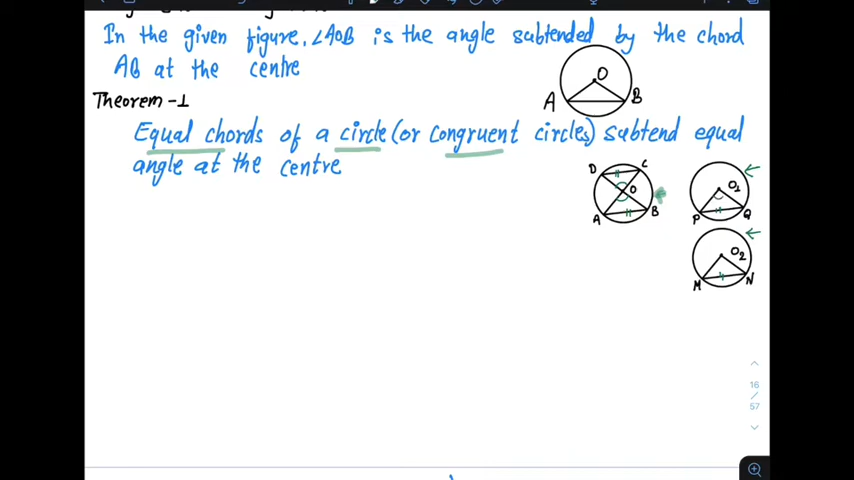 In the given figure, ∠AOB is the angle subtended by the chord
AB at the centre
O
A B
Theorem-1
Equal chords of a circle (or congruent circles) subtend equal
angle at the centre
D C
O
A B
O1
P Q
O2
M N
16
/
57